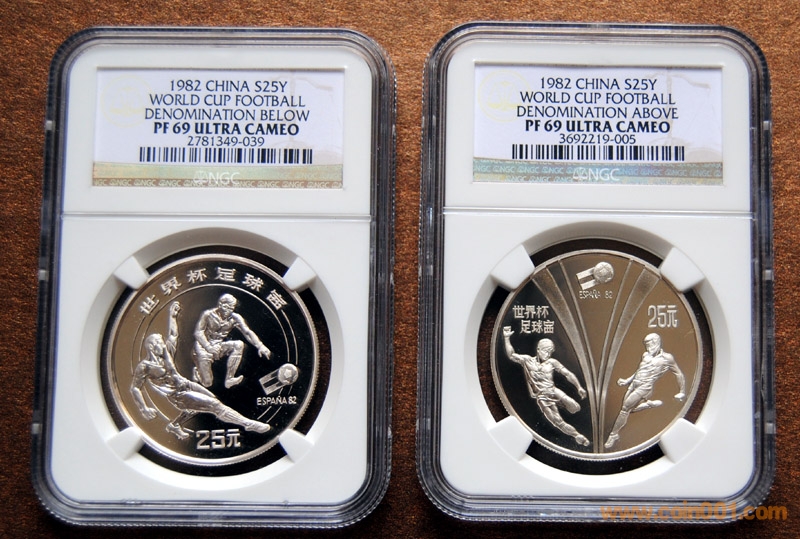 1982 CHINA S25Y
WORLD CUP FOOTBALL
DENOMINATION BELOW
PF 69 ULTRA CAMEO
2781349-039
NGC
世界杯足球宙
ESPAÑA 82
25元
1982 CHINA S25Y
WORLD CUP FOOTBALL
DENOMINATION ABOVE
PF 69 ULTRA CAMEO
3692219-005
NGC
ESPAÑA 82
世界杯
足球宙
25元
www.coin001.com